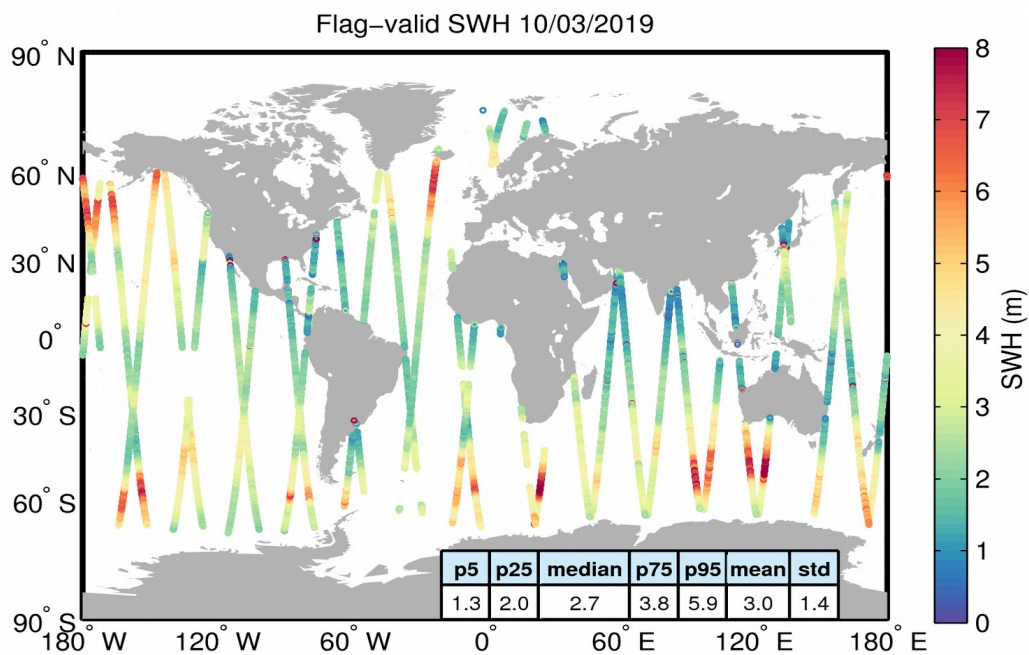 Flag−valid SWH 10/03/2019
90° N
60° N
30° N
0°
30° S
60° S
90° S
180° W
120° W
60° W
0°
60° E
120° E
180° E
p5 p25 median p75 p95 mean std
1.3 2.0 2.7 3.8 5.9 3.0 1.4
8
7
6
5
4
3
2
1
0
SWH (m)